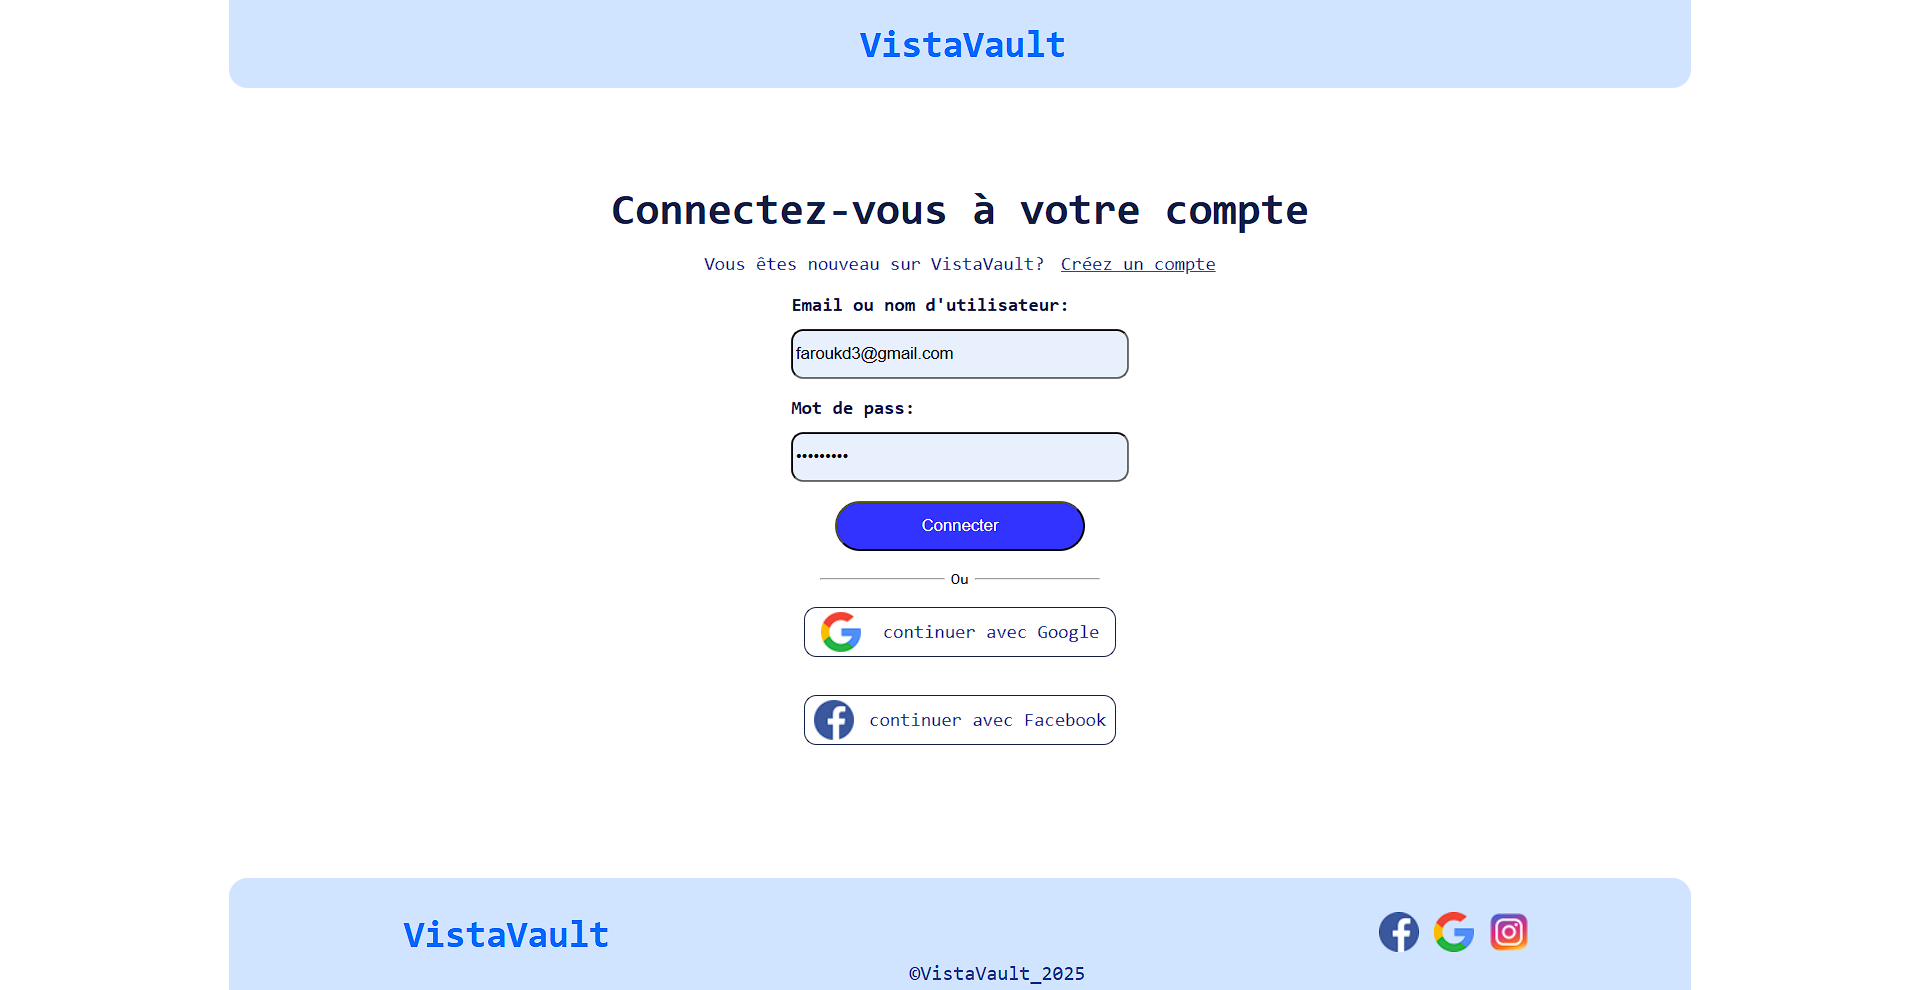 VistaVault
Connectez-vous à votre compte
Vous êtes nouveau sur VistaVault? Créez un compte
Email ou nom d'utilisateur:
faroukd3@gmail.com
Mot de pass:
•••••••••
Connecter
Ou
continuer avec Google
continuer avec Facebook
VistaVault
©VistaVault_2025